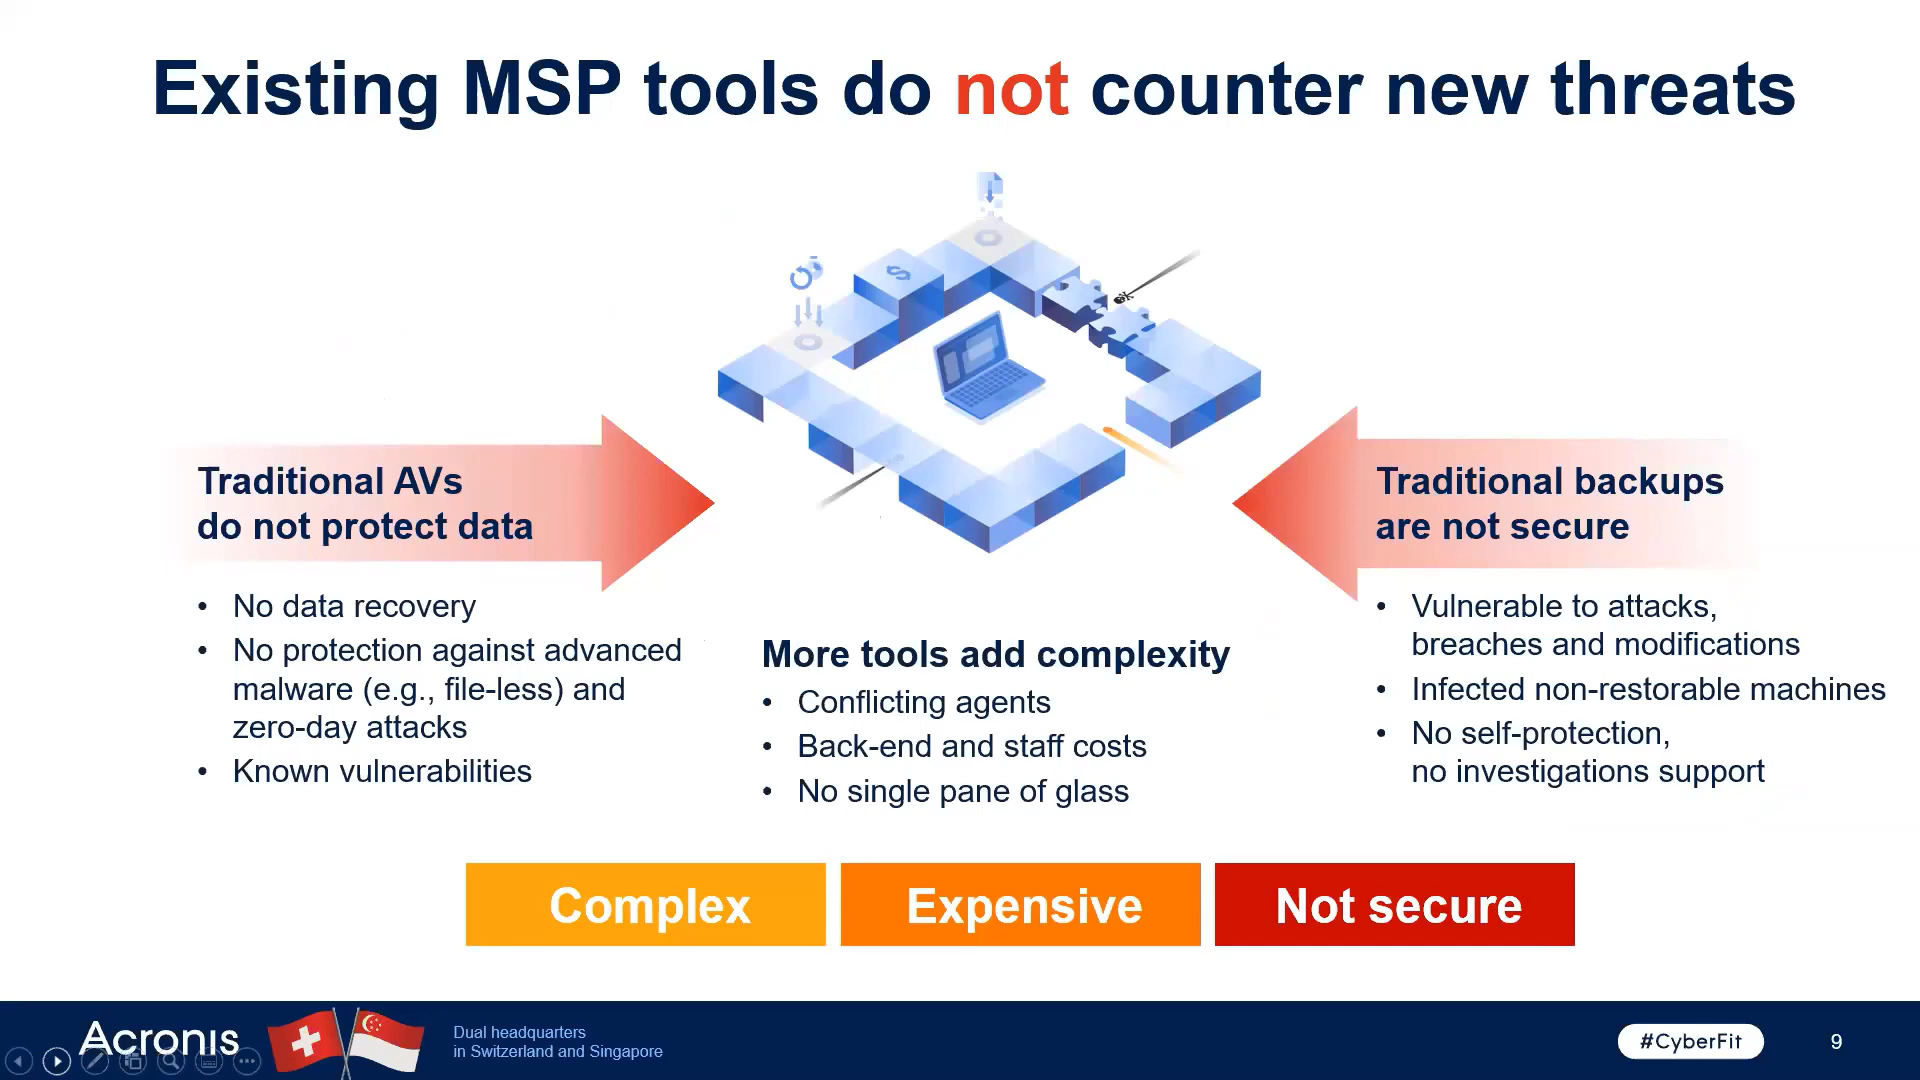 Existing MSP tools do not counter new threats
$
Traditional AVs
do not protect data
• No data recovery
• No protection against advanced
malware (e.g., file-less) and
zero-day attacks
• Known vulnerabilities
More tools add complexity
• Conflicting agents
• Back-end and staff costs
• No single pane of glass
Traditional backups
are not secure
• Vulnerable to attacks,
breaches and modifications
• Infected non-restorable machines
• No self-protection,
no investigations support
Complex
Expensive
Not secure
Acronis
Dual headquarters
in Switzerland and Singapore
#CyberFit
9